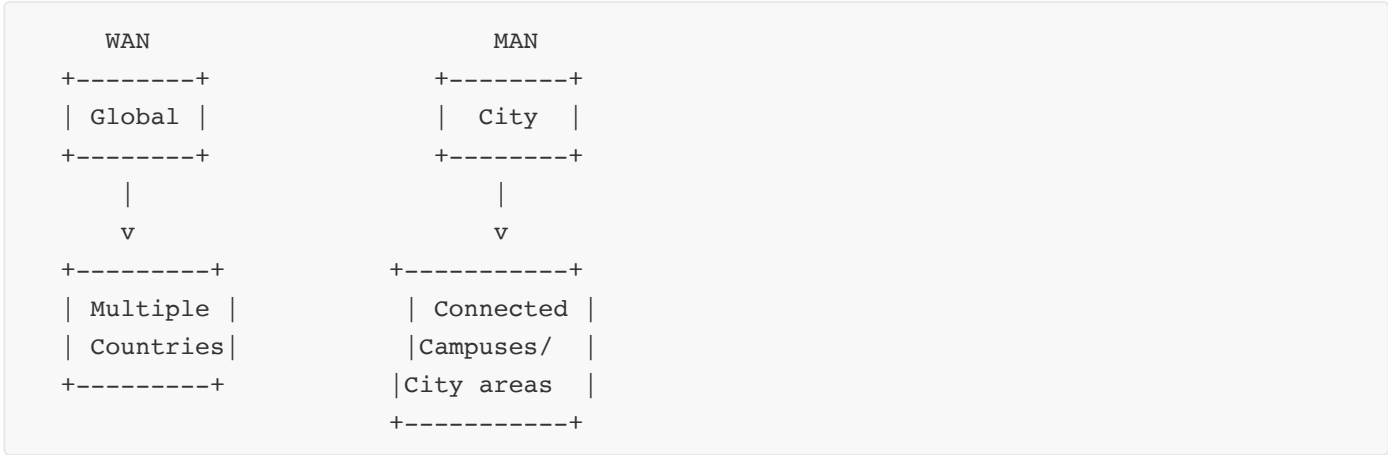 WAN                       MAN
   +--------+               +--------+
   | Global |               |  City  |
   +--------+               +--------+
       |                        |
       v                        v
   +---------+           +-----------+
   | Multiple |           | Connected |
   | Countries|           |Campuses/  |
   +---------+           |City areas  |
                         +-----------+